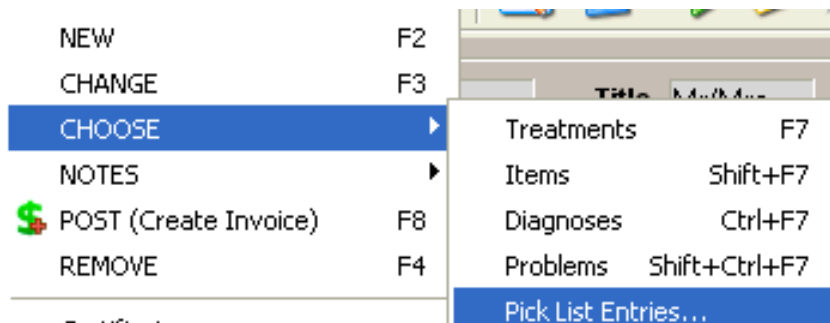 NEW F2
CHANGE F3
CHOOSE
NOTES
POST (Create Invoice) F8
REMOVE F4
Title
Treatments F7
Items Shift+F7
Diagnoses Ctrl+F7
Problems Shift+Ctrl+F7
Pick List Entries...